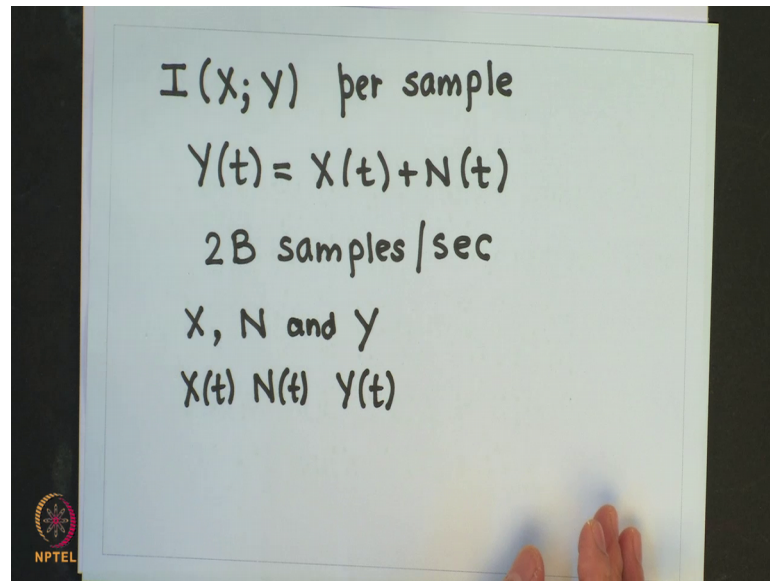 I(X;Y) per sample
Y(t) = X(t)+N(t)
2B samples/sec
X, N and Y
X(t) N(t) Y(t)
NPTEL